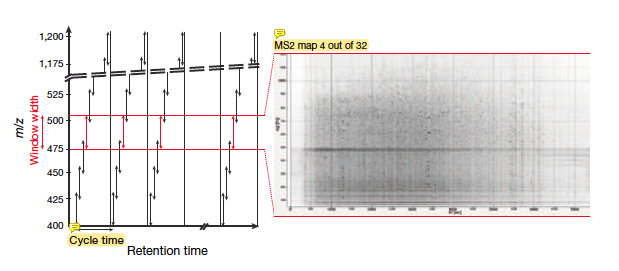 1,200
1,175
525
500
475
450
425
400
m/z
Window width
Cycle time
Retention time
MS2 map 4 out of 32